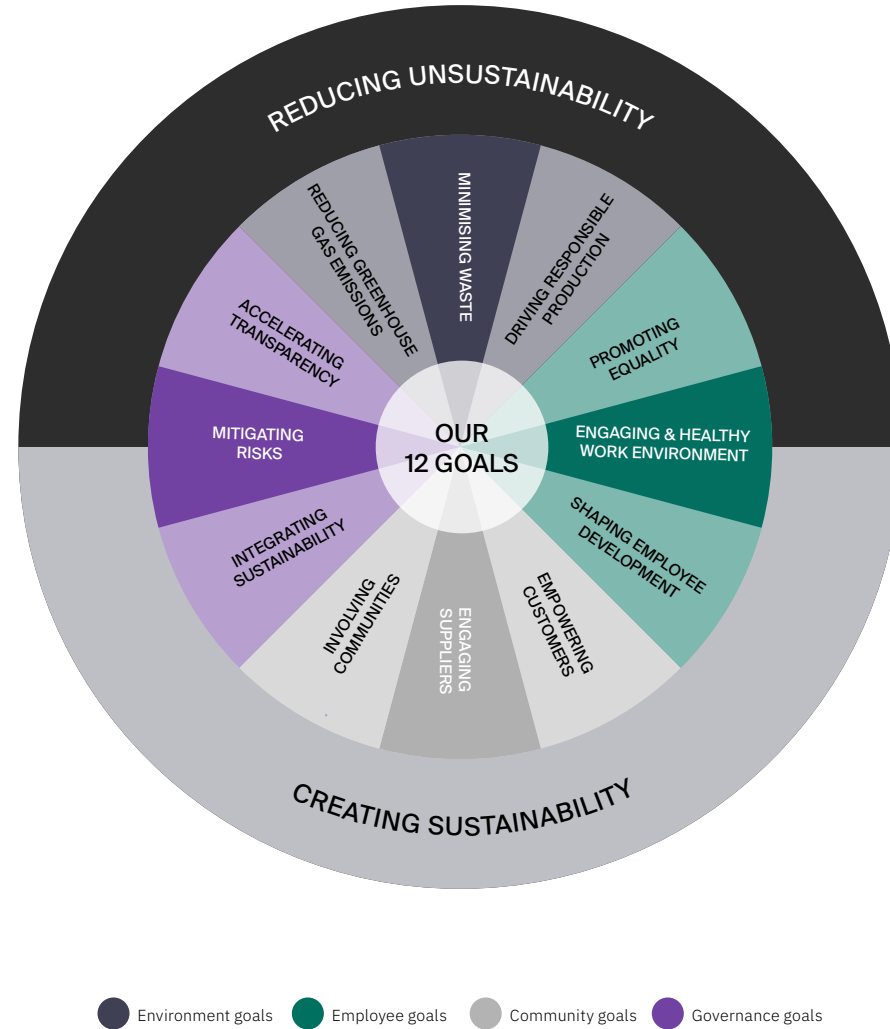 REDUCING UNSUSTAINABILITY
MINIMISING WASTE
DRIVING RESPONSIBLE
PRODUCTION
PROMOTING
EQUALITY
ENGAGING & HEALTHY
WORK ENVIRONMENT
SHAPING EMPLOYEE
DEVELOPMENT
EMPOWERING
CUSTOMERS
ENGAGING
SUPPLIERS
INVOLVING
COMMUNITIES
INTEGRATING
SUSTAINABILITY
MITIGATING
RISKS
ACCELERATING
TRANSPARENCY
REDUCING GREENHOUSE
GAS EMISSIONS
OUR
12 GOALS
CREATING SUSTAINABILITY
Environment goals
Employee goals
Community goals
Governance goals